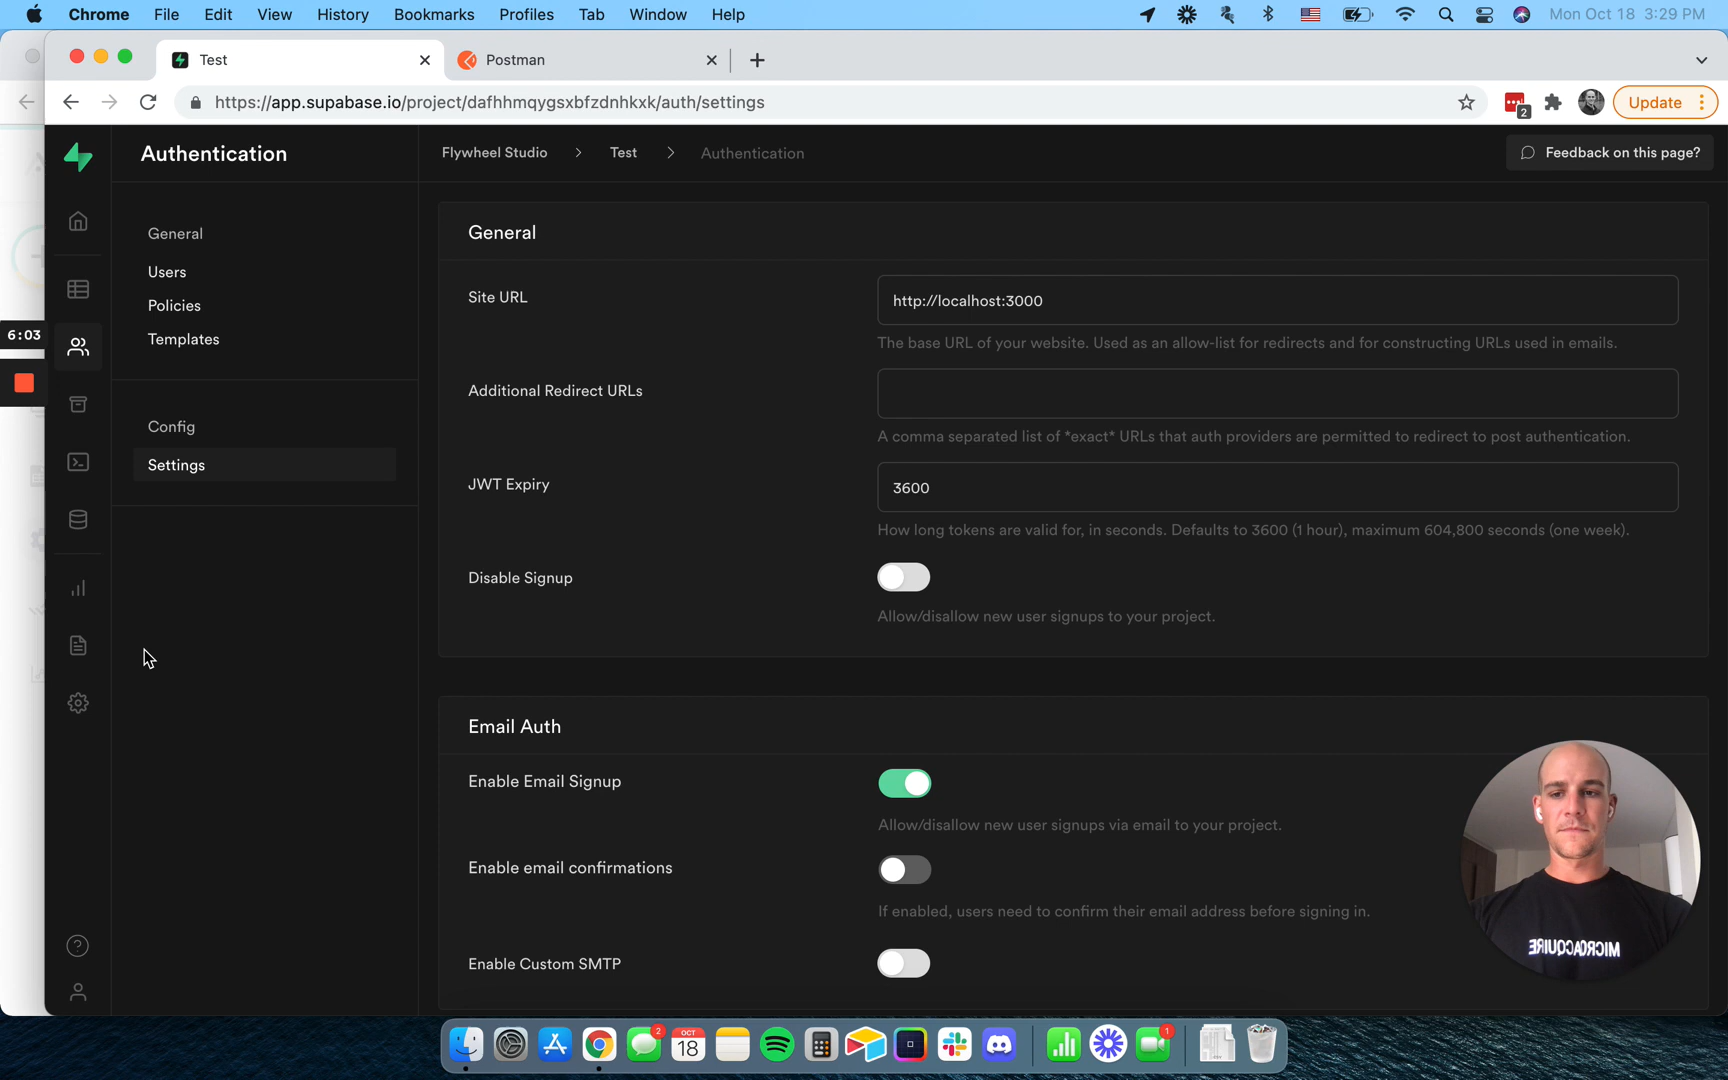 Chrome File Edit View History Bookmarks Profiles Tab Window Help
Mon Oct 18 3:29 PM
Test
Postman
https://app.supabase.io/project/dafhhmqygsxbfzdnhkxk/auth/settings
2
Update
Authentication
Flywheel Studio > Test > Authentication
Feedback on this page?
General
Users
Policies
Templates
Config
Settings
6:03
General
Site URL
http://localhost:3000
The base URL of your website. Used as an allow-list for redirects and for constructing URLs used in emails.
Additional Redirect URLs
A comma separated list of *exact* URLs that auth providers are permitted to redirect to post authentication.
JWT Expiry
3600
How long tokens are valid for, in seconds. Defaults to 3600 (1 hour), maximum 604,800 seconds (one week).
Disable Signup
Allow/disallow new user signups to your project.
Email Auth
Enable Email Signup
Allow/disallow new user signups via email to your project.
Enable email confirmations
If enabled, users need to confirm their email address before signing in.
Enable Custom SMTP
MICROACQUIRE
2
OCT
18
1